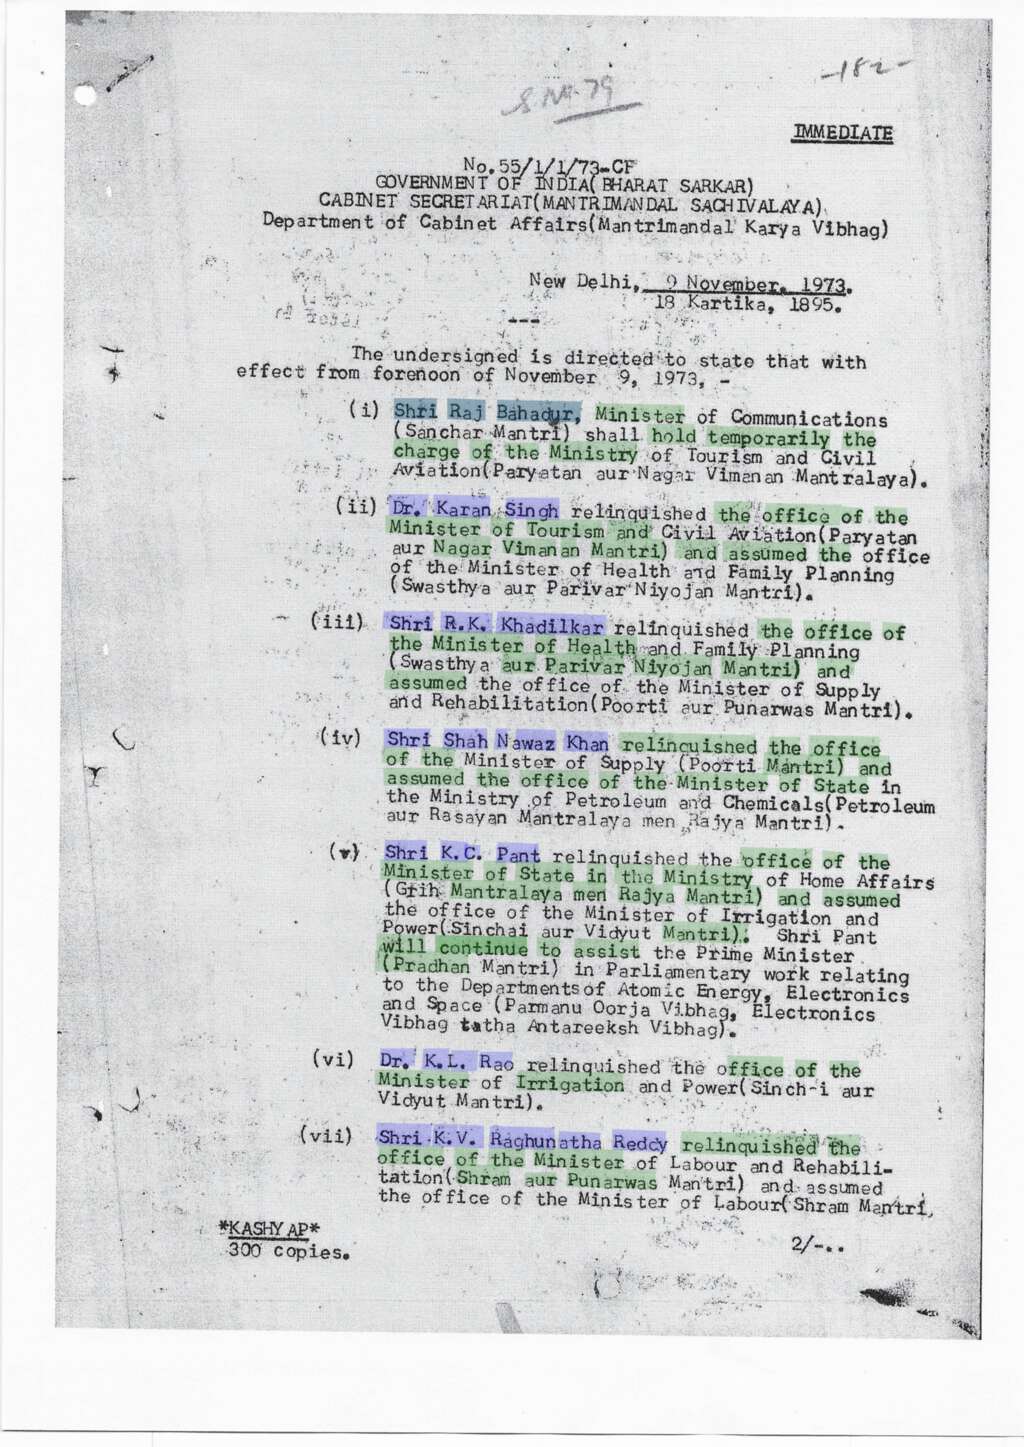 -182-
S.No.79
IMMEDIATE
No.55/1/1/73-CF
GOVERNMENT OF INDIA(BHARAT SARKAR)
CABINET SECRETARIAT(MANTRIMANDAL SACHIVALAYA)
Department of Cabinet Affairs(Mantrimandal Karya Vibhag)
New Delhi, 9 November, 1973.
18 Kartika, 1895.
---
The undersigned is directed to state that with
effect from forenoon of November 9, 1973, -
(i) Shri Raj Bahadur, Minister of Communications
(Sanchar Mantri) shall hold temporarily the
charge of the Ministry of Tourism and Civil
Aviation(Paryatan aur Nagar Vimanan Mantralaya).
(ii) Dr. Karan Singh relinquished the office of the
Minister of Tourism and Civil Aviation(Paryatan
aur Nagar Vimanan Mantri) and assumed the office
of the Minister of Health and Family Planning
(Swasthya aur Parivar Niyojan Mantri).
(iii) Shri R.K. Khadilkar relinquished the office of
the Minister of Health and Family Planning
(Swasthya aur Parivar Niyojan Mantri) and
assumed the office of the Minister of Supply
and Rehabilitation(Poorti aur Punarwas Mantri).
(iv) Shri Shah Nawaz Khan relincuished the office
of the Minister of Supply (Poorti Mantri) and
assumed the office of the Minister of State in
the Ministry of Petroleum and Chemicals(Petroleum
aur Rasayan Mantralaya men Rajya Mantri).
(v) Shri K.C. Pant relinquished the office of the
Minister of State in the Ministry of Home Affairs
(Grih Mantralaya men Rajya Mantri) and assumed
the office of the Minister of Irrigation and
Power(Sinchai aur Vidyut Mantri). Shri Pant
will continue to assist the Prime Minister
(Pradhan Mantri) in Parliamentary work relating
to the Departments of Atomic Energy, Electronics
and Space (Parmanu Oorja Vibhag, Electronics
Vibhag tatha Antareeksh Vibhag).
(vi) Dr. K.L. Rao relinquished the office of the
Minister of Irrigation and Power(Sinch-i aur
Vidyut Mantri).
(vii) Shri K.V. Raghunatha Reddy relinquished the
office of the Minister of Labour and Rehabili-
tation(Shram aur Punarwas Mantri) and assumed
the office of the Minister of Labour(Shram Mantri,
*KASHYAP*
300 copies.
2/-..